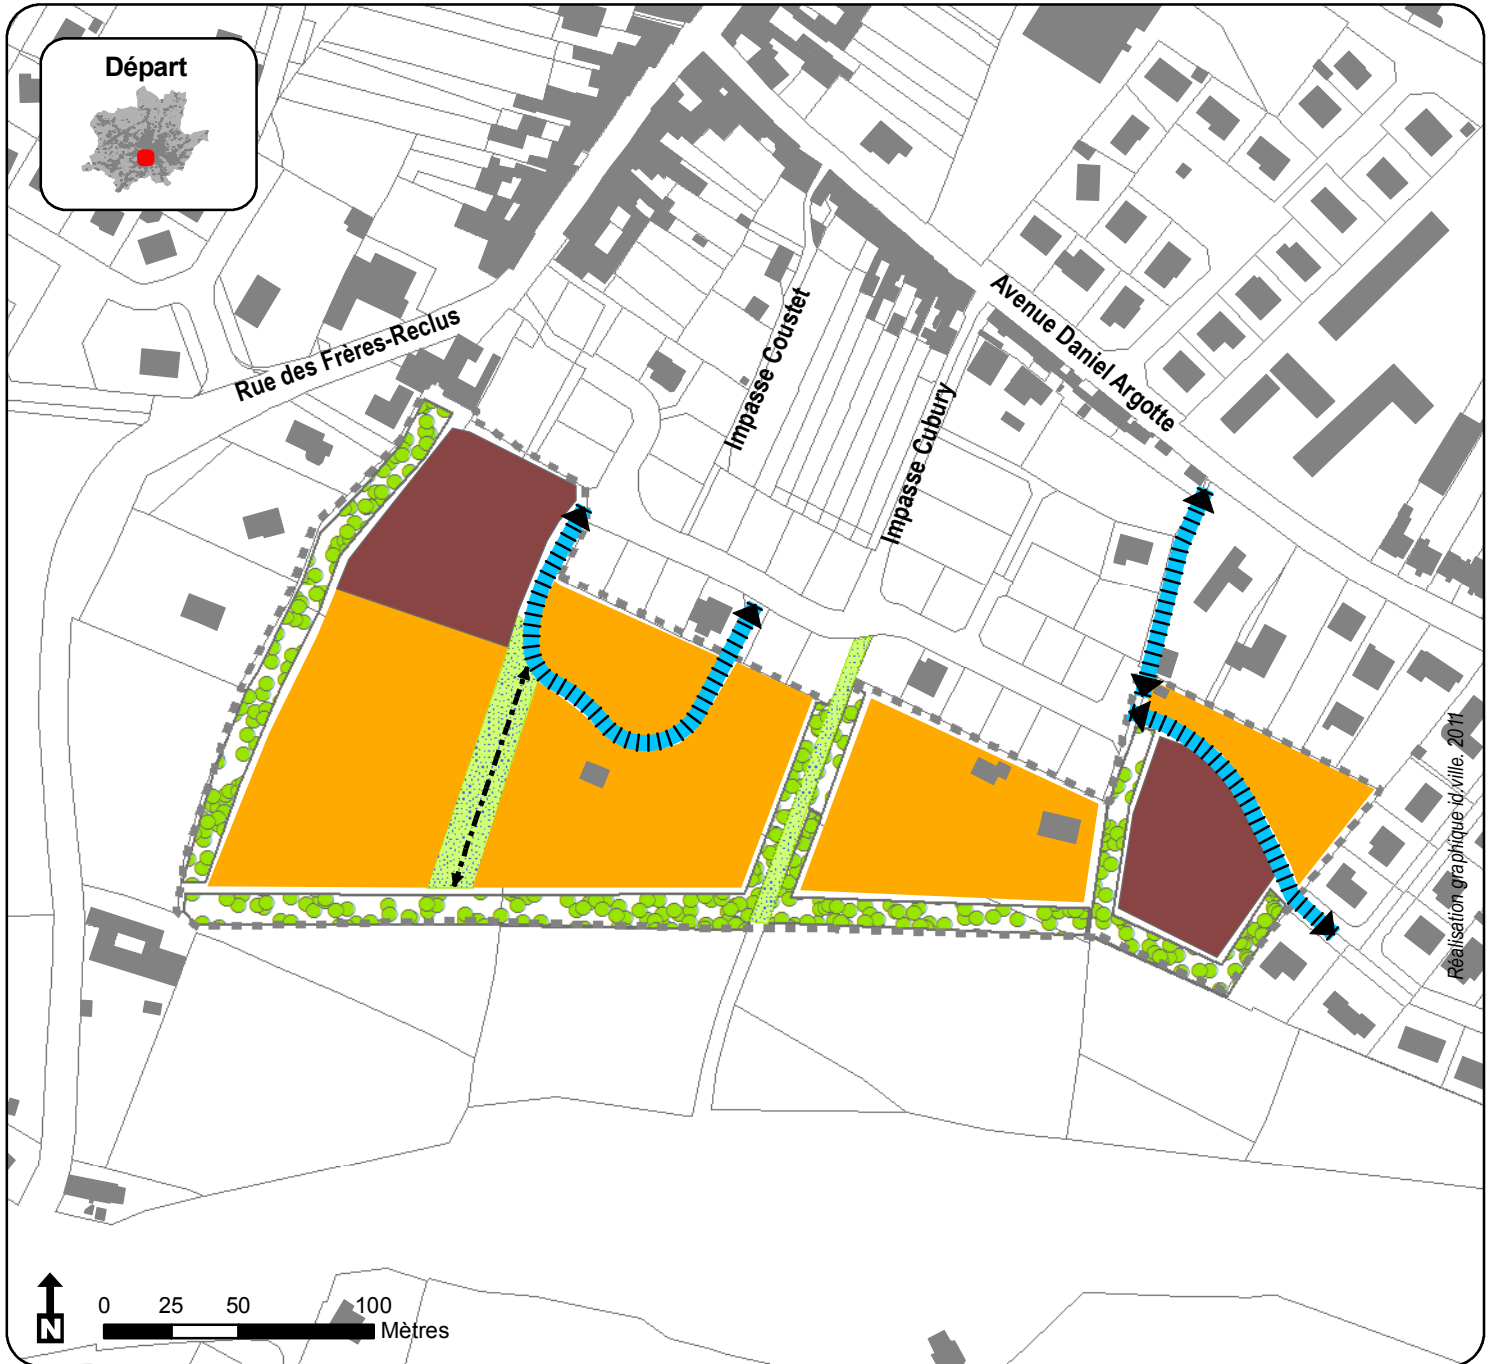 Départ
Rue des Frères-Reclus
Impasse Coustet
Impasse Cubury
Avenue Daniel Argotte
Réalisation graphique id.ville. 2011
N
0 25 50 100
Mètres